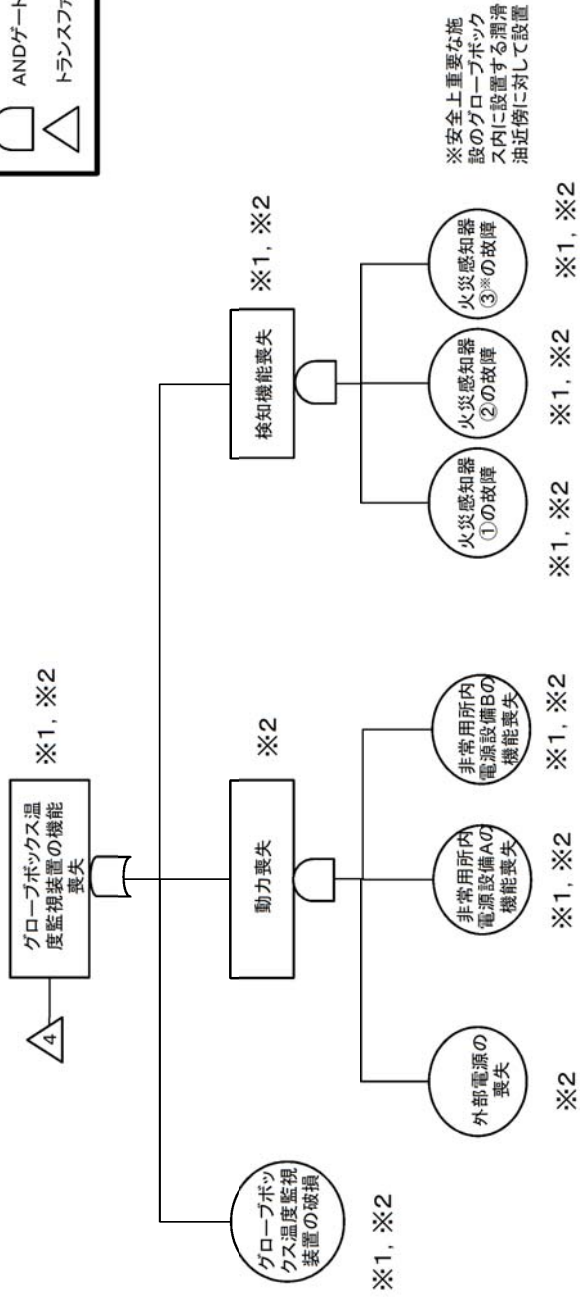 ANDゲート
トランスファ
4
グローブボックス温
度監視装置の機能
喪失
※1, ※2
グローブボッ
クス温度監視
装置の破損
※1, ※2
動力喪失
※2
外部電源の
喪失
※2
非常用所内
電源設備Aの
機能喪失
※1, ※2
非常用所内
電源設備Bの
機能喪失
※1, ※2
検知機能喪失
※1, ※2
火災感知器
①の故障
※1, ※2
火災感知器
②の故障
※1, ※2
火災感知器
③※の故障
※1, ※2
※安全上重要な施
設のグローブボック
ス内に設置する潤滑
油近傍に対して設置